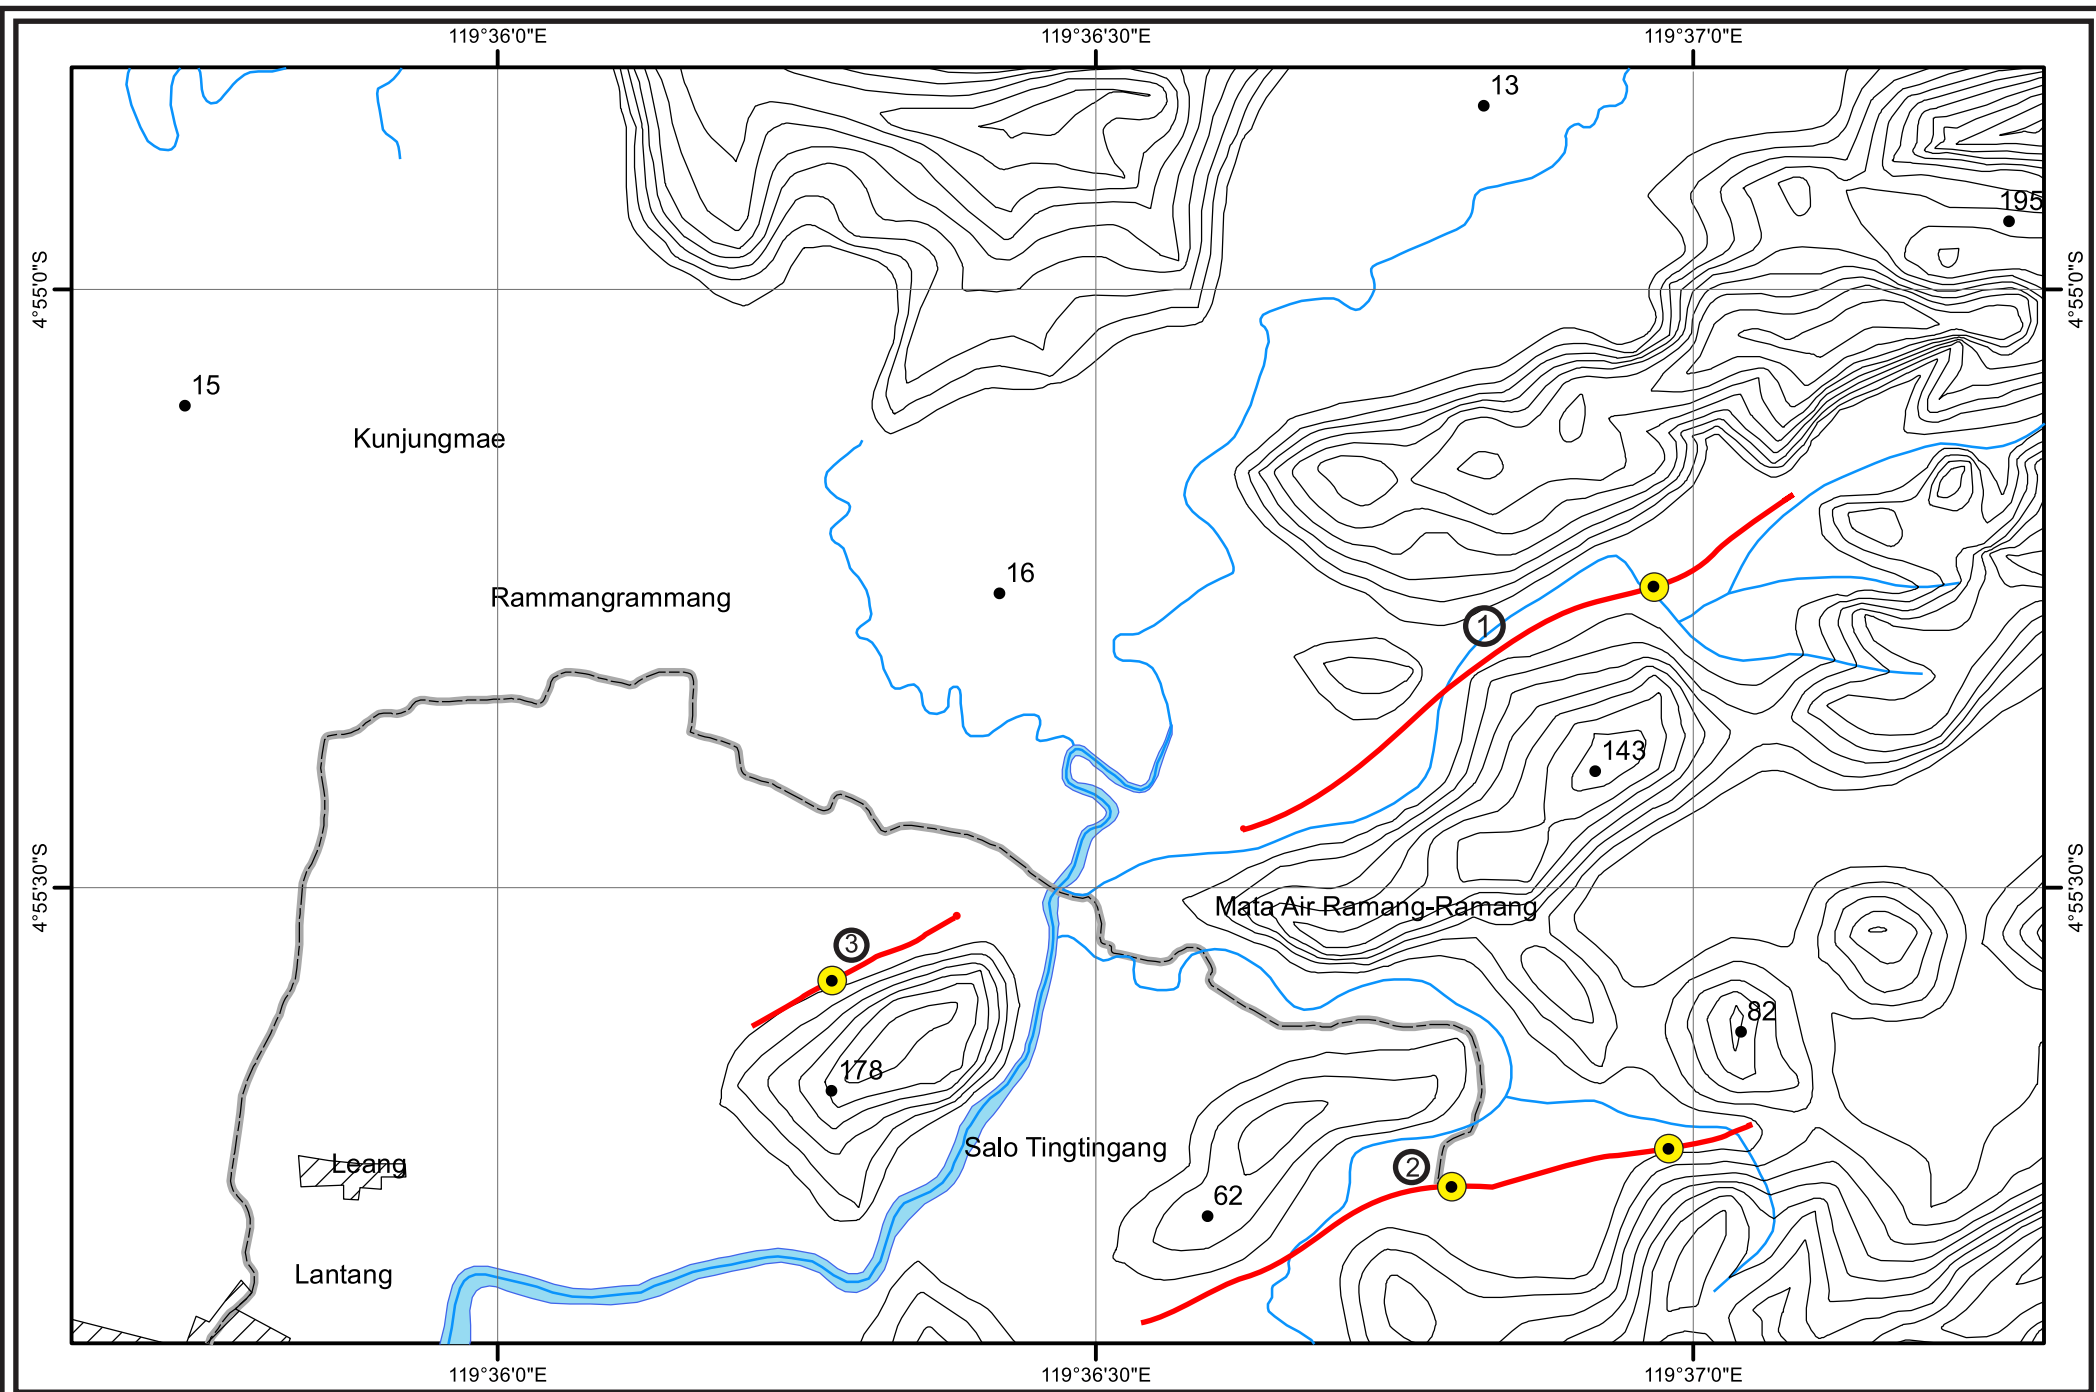 119°36'0"E
119°36'30"E
119°37'0"E
13
195
4°55'0"S
4°55'0"S
15
Kunjungmae
16
Rammangrammang
1
143
4°55'30"S
4°55'30"S
Mata Air Ramang-Ramang
3
82
178
Salo Tingtingang
Leang
2
62
Lantang
119°36'0"E
119°36'30"E
119°37'0"E